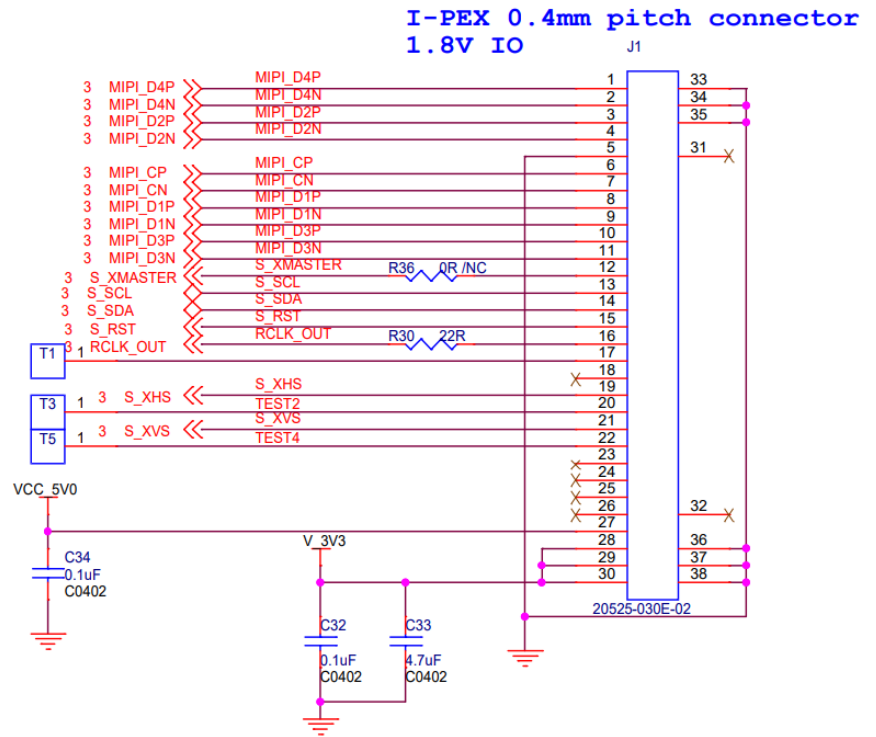 I-PEX 0.4mm pitch connector
1.8V IO
J1
3 MIPI_D4P MIPI_D4P 1 33
3 MIPI_D4N MIPI_D4N 2 34
3 MIPI_D2P MIPI_D2P 3 35
3 MIPI_D2N MIPI_D2N 4
5 31
3 MIPI_CP MIPI_CP 6
3 MIPI_CN MIPI_CN 7
3 MIPI_D1P MIPI_D1P 8
3 MIPI_D1N MIPI_D1N 9
3 MIPI_D3P MIPI_D3P 10
3 MIPI_D3N MIPI_D3N 11
3 S_XMASTER S_XMASTER R36 0R /NC 12
3 S_SCL S_SCL 13
3 S_SDA S_SDA 14
3 S_RST S_RST 15
3 RCLK_OUT RCLK_OUT R30 22R 16
T1 1 17
18
3 S_XHS S_XHS 19
T3 1 TEST2 20
3 S_XVS S_XVS 21
T5 1 TEST4 22
23
24
25
26 32
VCC_5V0 27
28 36
29 37
V_3V3 30 38
20525-030E-02
C34
0.1uF
C0402
C32 C33
0.1uF 4.7uF
C0402 C0402